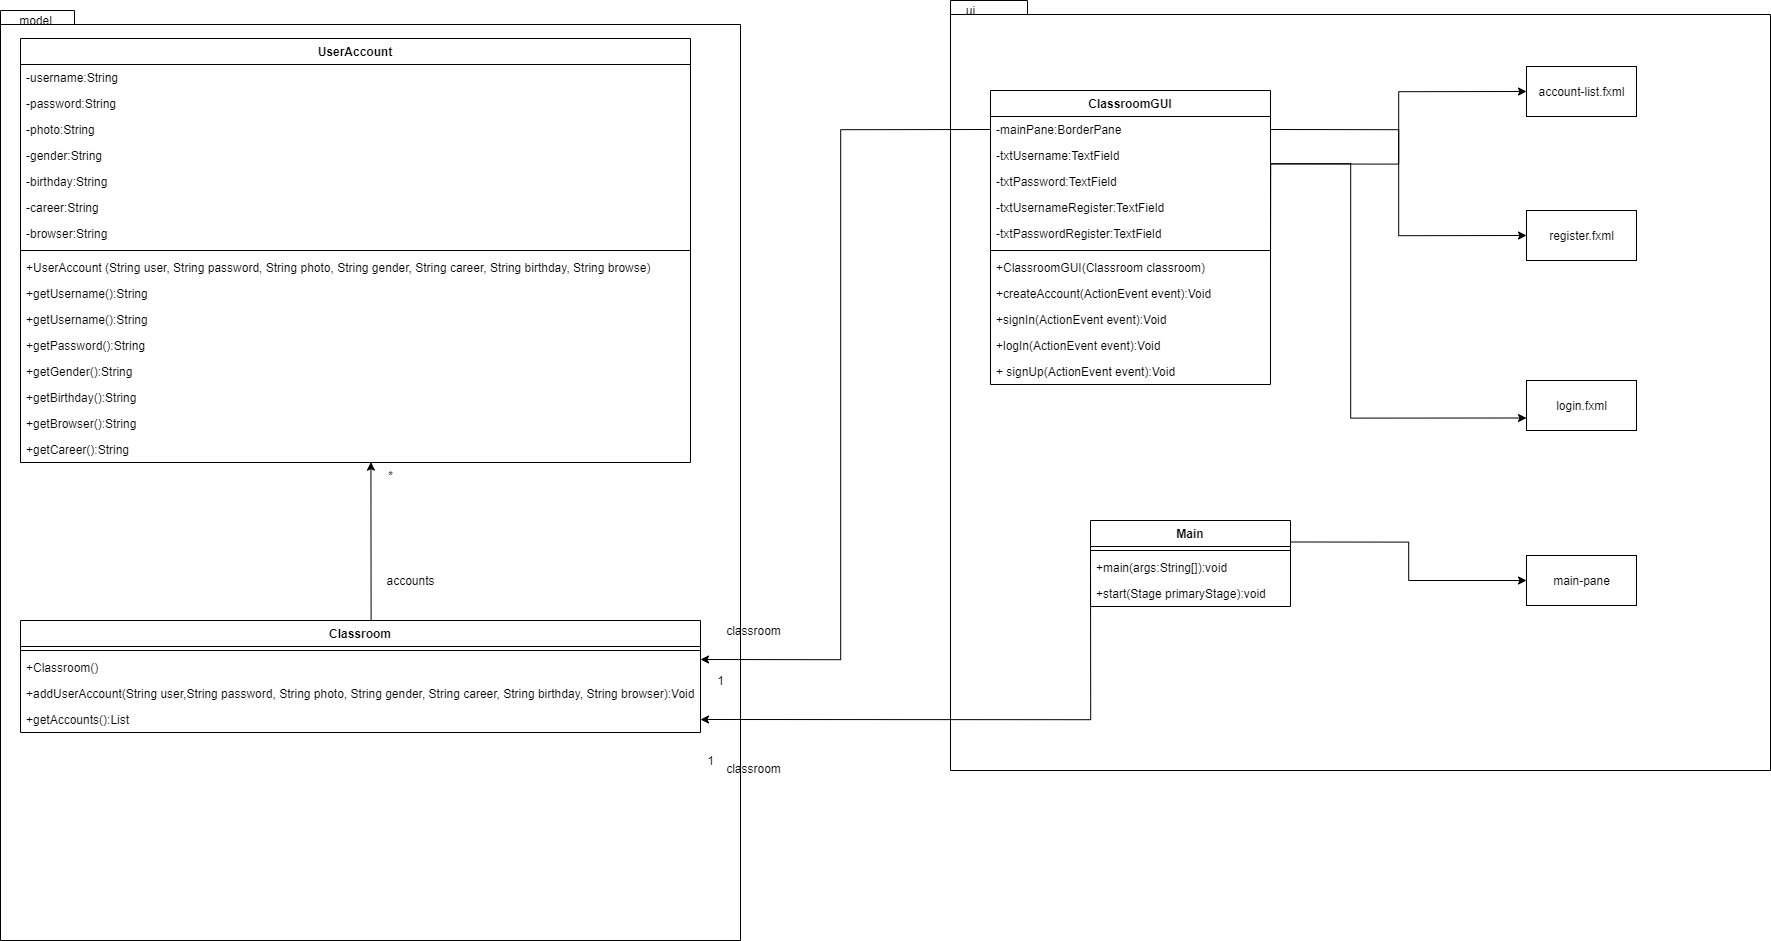 model
UserAccount
-username:String
-password:String
-photo:String
-gender:String
-birthday:String
-career:String
-browser:String
+UserAccount (String user, String password, String photo, String gender, String career, String birthday, String browse)
+getUsername():String
+getUsername():String
+getPassword():String
+getGender():String
+getBirthday():String
+getBrowser():String
+getCareer():String
*
accounts
Classroom
+Classroom()
+addUserAccount(String user,String password, String photo, String gender, String career, String birthday, String browser):Void
+getAccounts():List
classroom
1
1
classroom
ui
ClassroomGUI
-mainPane:BorderPane
-txtUsername:TextField
-txtPassword:TextField
-txtUsernameRegister:TextField
-txtPasswordRegister:TextField
+ClassroomGUI(Classroom classroom)
+createAccount(ActionEvent event):Void
+signIn(ActionEvent event):Void
+logIn(ActionEvent event):Void
+ signUp(ActionEvent event):Void
Main
+main(args:String[]):void
+start(Stage primaryStage):void
account-list.fxml
register.fxml
login.fxml
main-pane